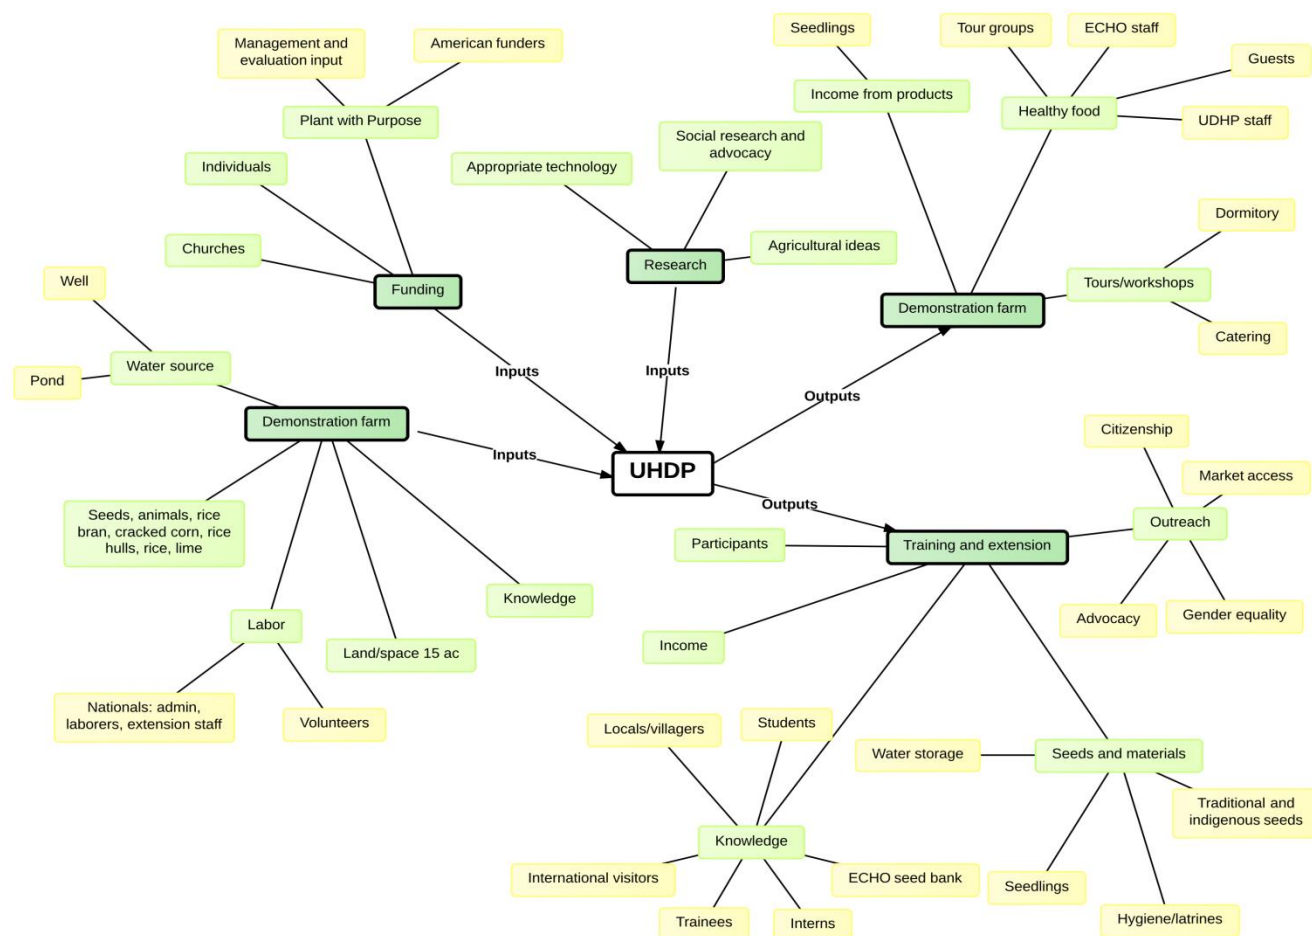 Management and
evaluation input
American funders
Plant with Purpose
Individuals
Churches
Funding
Appropriate technology
Social research and
advocacy
Agricultural ideas
Research
Seedlings
Income from products
Tour groups
ECHO staff
Guests
Healthy food
UDHP staff
Dormitory
Tours/workshops
Catering
Demonstration farm
Well
Water source
Pond
Demonstration farm
Inputs
Inputs
Inputs
Outputs
UHDP
Outputs
Seeds, animals, rice
bran, cracked corn, rice
hulls, rice, lime
Labor
Nationals: admin,
laborers, extension staff
Volunteers
Land/space 15 ac
Knowledge
Participants
Training and extension
Income
Citizenship
Market access
Outreach
Advocacy
Gender equality
Locals/villagers
Students
Knowledge
International visitors
Trainees
Interns
ECHO seed bank
Water storage
Seeds and materials
Traditional and
indigenous seeds
Seedlings
Hygiene/latrines